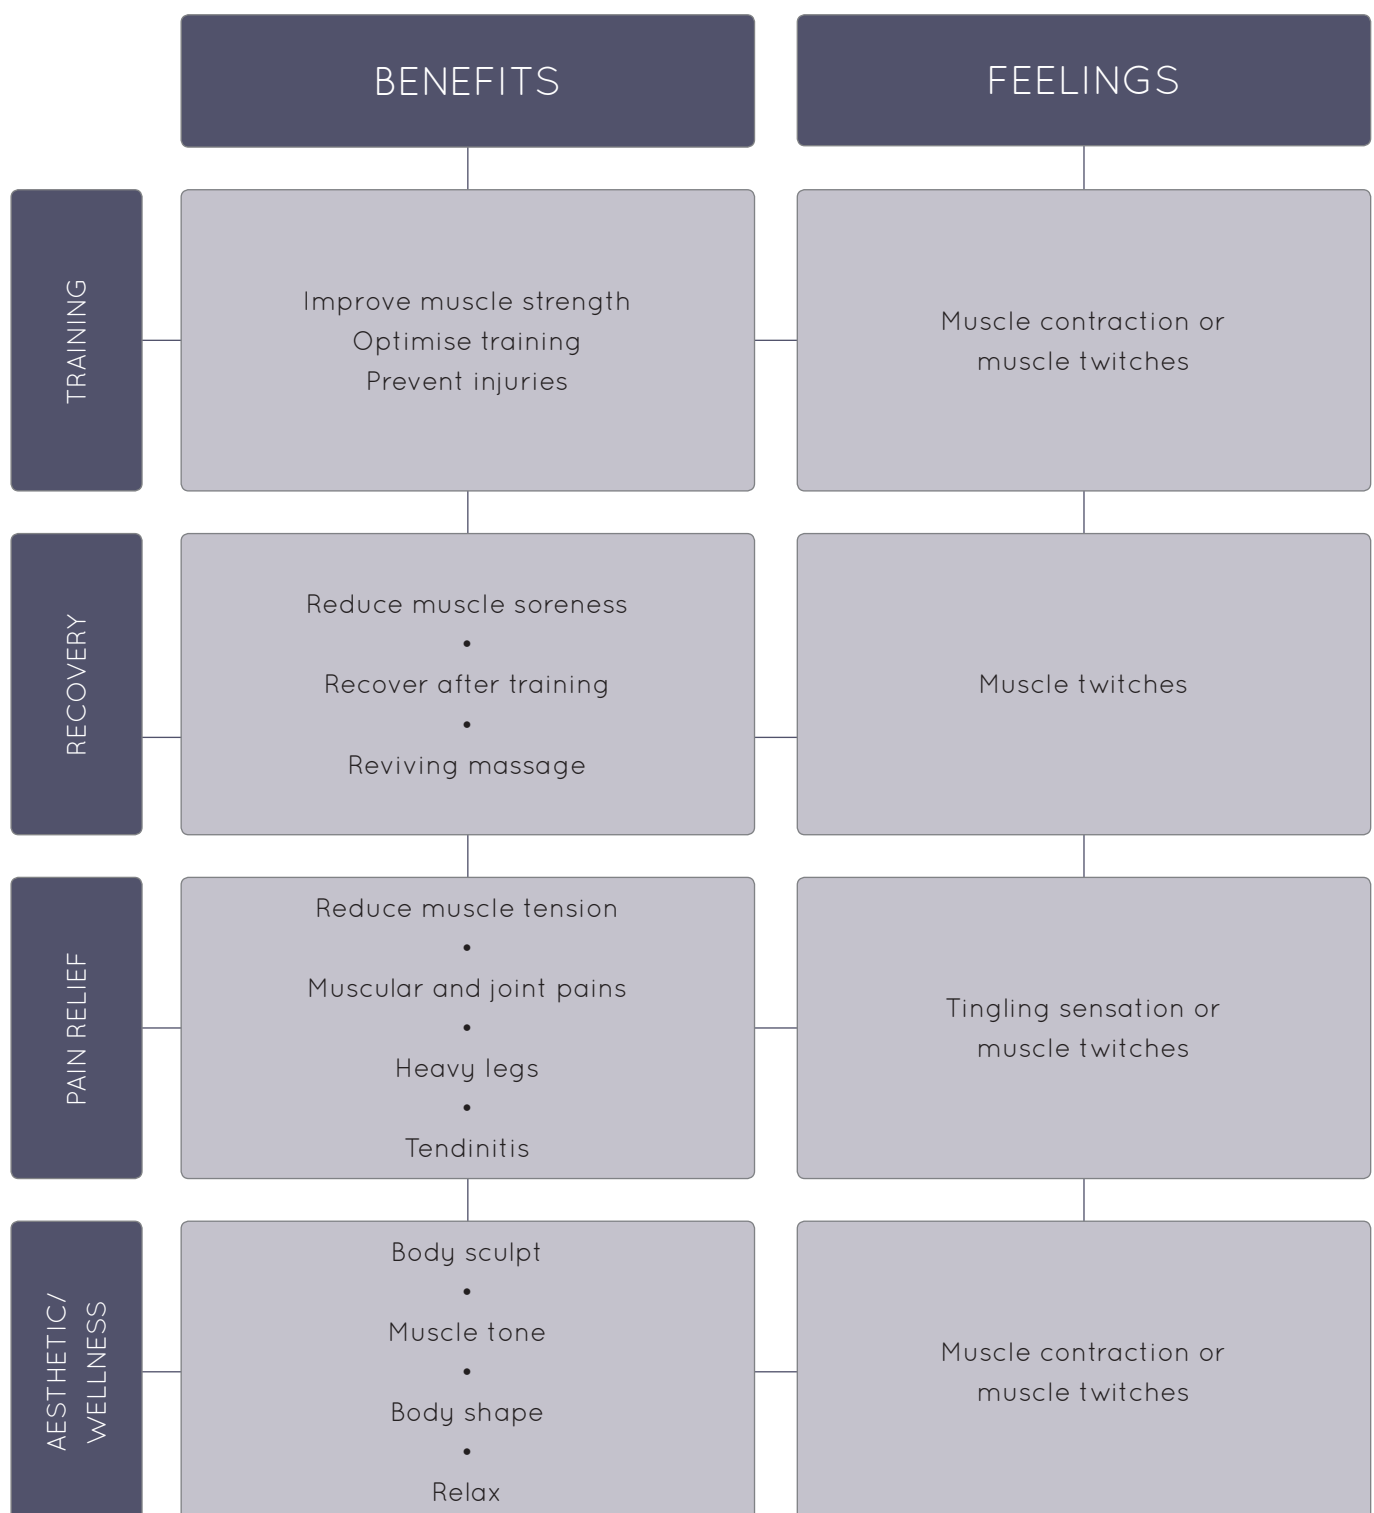 BENEFITS
FEELINGS
TRAINING
Improve muscle strength
Optimise training
Prevent injuries
Muscle contraction or
muscle twitches
RECOVERY
Reduce muscle soreness
•
Recover after training
•
Reviving massage
Muscle twitches
PAIN RELIEF
Reduce muscle tension
•
Muscular and joint pains
•
Heavy legs
•
Tendinitis
Tingling sensation or
muscle twitches
AESTHETIC/
WELLNESS
Body sculpt
•
Muscle tone
•
Body shape
•
Relax
Muscle contraction or
muscle twitches